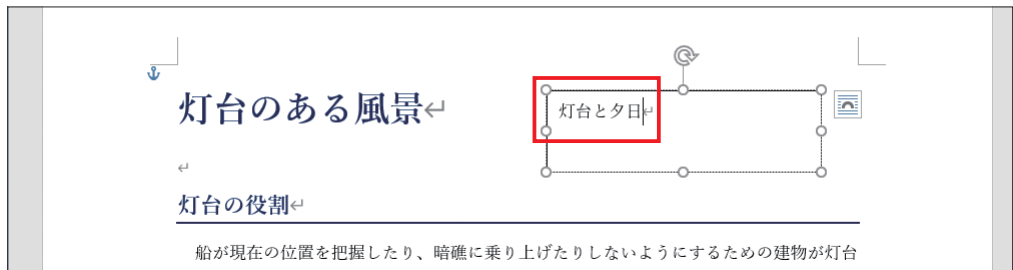 灯台のある風景
灯台と夕日
灯台の役割
船が現在の位置を把握したり、暗礁に乗り上げたりしないようにするための建物が灯台